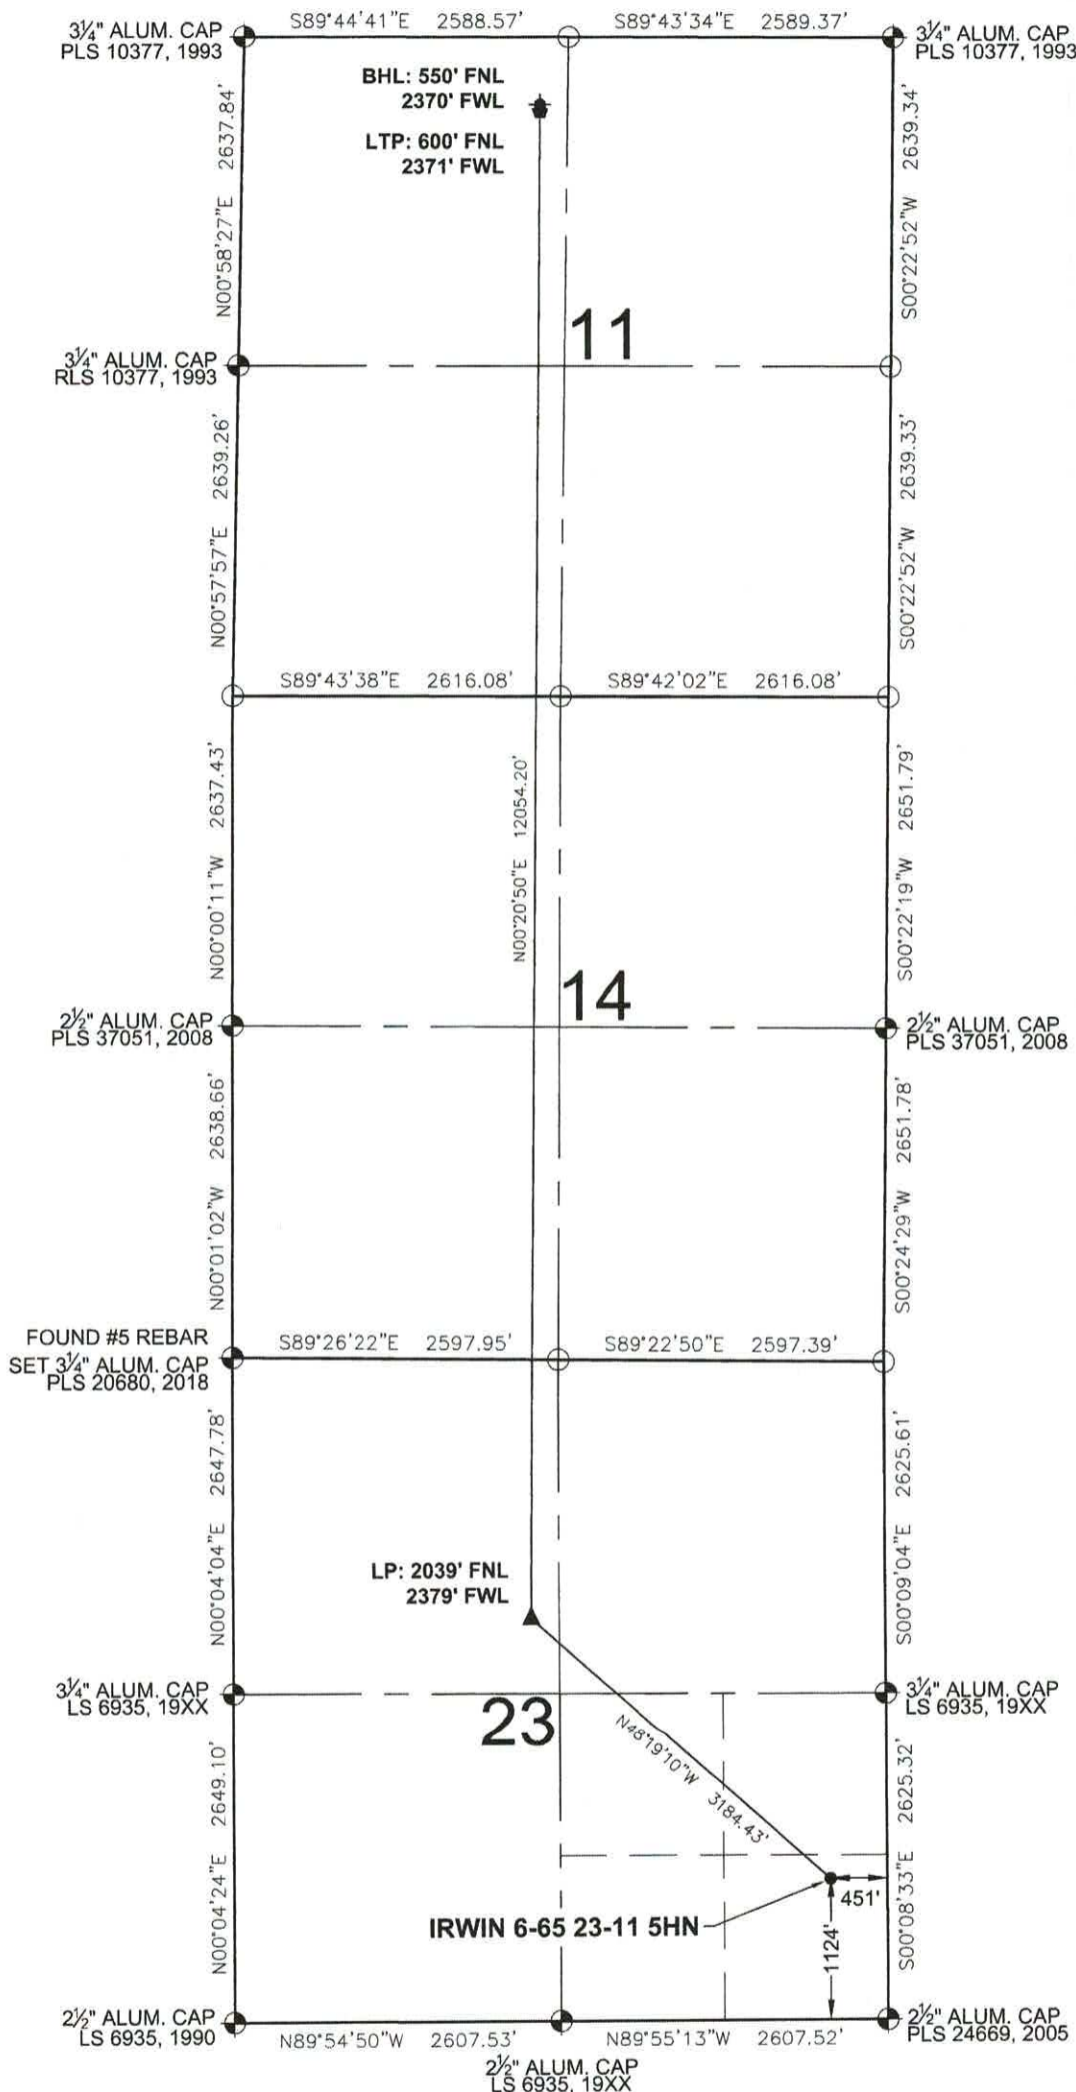 S89°44'41"E 2588.57' S89°43'34"E 2589.37'
3¼" ALUM. CAP
PLS 10377, 1993
3¼" ALUM. CAP
PLS 10377, 1993
BHL: 550' FNL
2370' FWL
LTP: 600' FNL
2371' FWL
N00°58'27"E 2637.84'
S00°22'52"W 2639.34'
11
3¼" ALUM. CAP
RLS 10377, 1993
N00°57'57"E 2639.26'
S00°22'52"W 2639.33'
S89°43'38"E 2616.08' S89°42'02"E 2616.08'
N00°00'11"W 2637.43'
N00°20'50"E 12054.20'
S00°22'19"W 2651.79'
14
2½" ALUM. CAP
PLS 37051, 2008
2½" ALUM. CAP
PLS 37051, 2008
N00°01'02"W 2638.66'
S00°24'29"W 2651.78'
FOUND #5 REBAR
SET 3¼" ALUM. CAP
PLS 20680, 2018
S89°26'22"E 2597.95' S89°22'50"E 2597.39'
N00°04'04"E 2647.78'
S00°09'04"E 2625.61'
LP: 2039' FNL
2379' FWL
3¼" ALUM. CAP
LS 6935, 19XX
3¼" ALUM. CAP
LS 6935, 19XX
23
N48°19'10"W 3184.43'
N00°04'24"E 2649.10'
S00°08'33"E 2625.32'
451'
IRWIN 6-65 23-11 5HN
1124'
2½" ALUM. CAP
LS 6935, 1990
2½" ALUM. CAP
PLS 24669, 2005
N89°54'50"W 2607.53' N89°55'13"W 2607.52'
2½" ALUM. CAP
LS 6935, 19XX